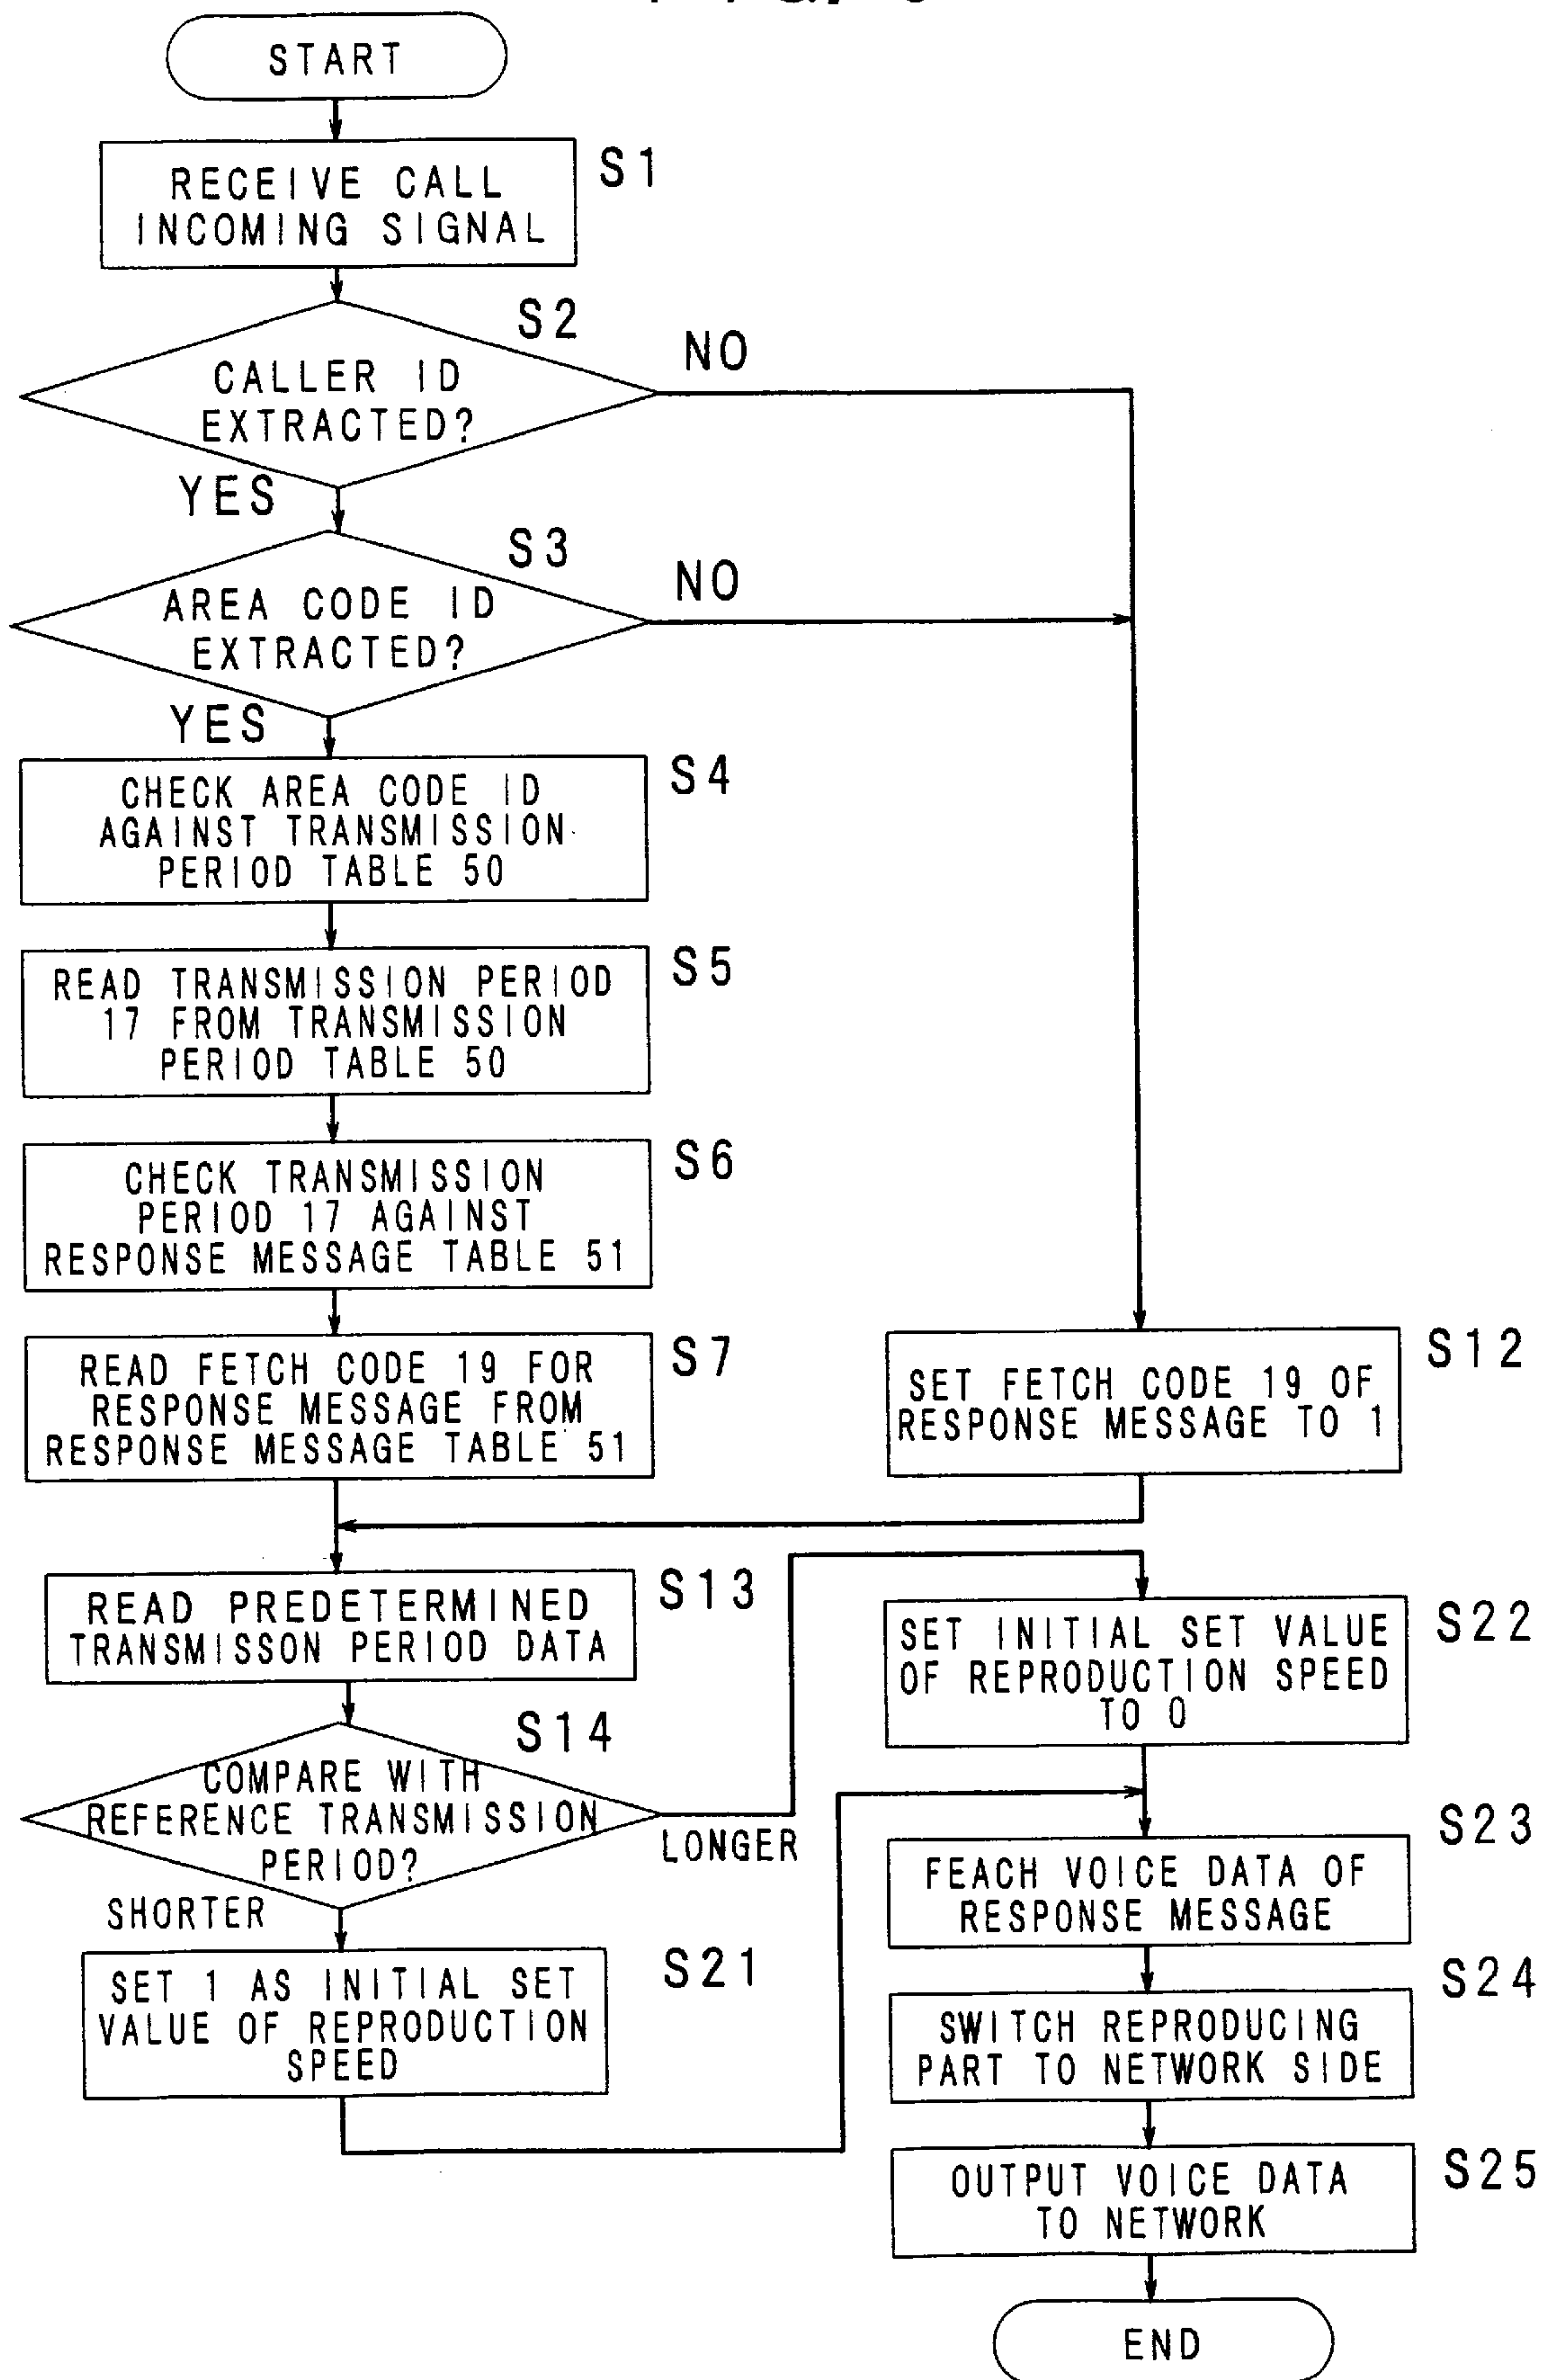 START
S1
RECEIVE CALL
INCOMING SIGNAL
S2
NO
CALLER ID
EXTRACTED?
YES
S3
NO
AREA CODE ID
EXTRACTED?
YES
S4
CHECK AREA CODE ID
AGAINST TRANSMISSION
PERIOD TABLE 50
S5
READ TRANSMISSION PERIOD
17 FROM TRANSMISSION
PERIOD TABLE 50
S6
CHECK TRANSMISSION
PERIOD 17 AGAINST
RESPONSE MESSAGE TABLE 51
S7
READ FETCH CODE 19 FOR
RESPONSE MESSAGE FROM
RESPONSE MESSAGE TABLE 51
S12
SET FETCH CODE 19 OF
RESPONSE MESSAGE TO 1
S13
READ PREDETERMINED
TRANSMISSON PERIOD DATA
S14
COMPARE WITH
REFERENCE TRANSMISSION
PERIOD?
LONGER
SHORTER
S21
SET 1 AS INITIAL SET
VALUE OF REPRODUCTION
SPEED
S22
SET INITIAL SET VALUE
OF REPRODUCTION SPEED
TO 0
S23
FEACH VOICE DATA OF
RESPONSE MESSAGE
S24
SWITCH REPRODUCING
PART TO NETWORK SIDE
S25
OUTPUT VOICE DATA
TO NETWORK
END